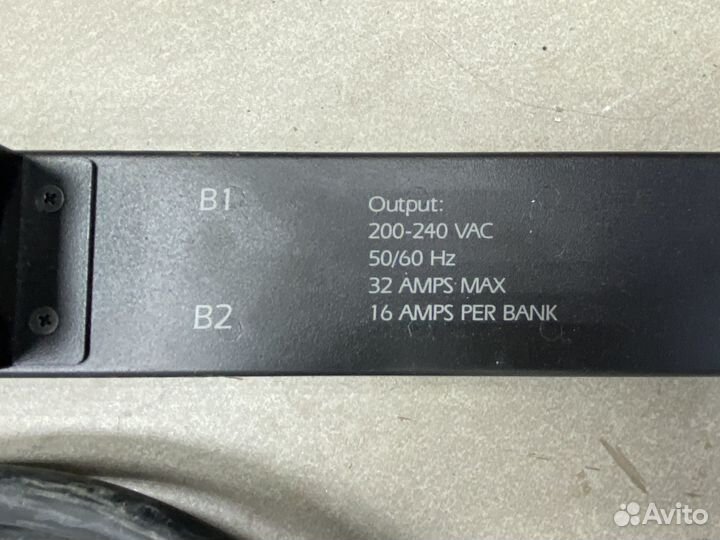 B1
B2
Output:
200-240 VAC
50/60 Hz
32 AMPS MAX
16 AMPS PER BANK
Avito